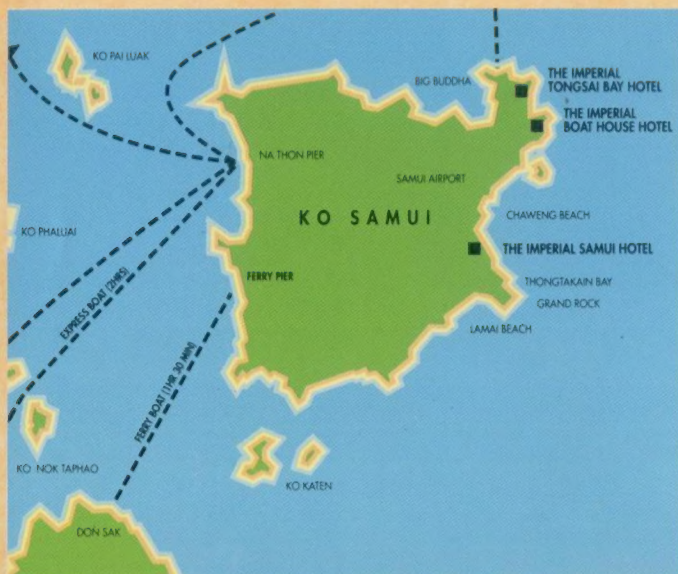 KO PAI LUAK
BIG BUDDHA
THE IMPERIAL
TONGSAI BAY HOTEL
THE IMPERIAL
BOAT HOUSE HOTEL
NA THON PIER
SAMUI AIRPORT
KO SAMUI
CHAWENG BEACH
KO PHALUAI
THE IMPERIAL SAMUI HOTEL
FERRY PIER
THONGTAKAIN BAY
GRAND ROCK
EXPRESS BOAT (2HRS)
LAMAI BEACH
FERRY BOAT (1HR 30 MIN)
KO NOK TAPHAO
KO KATEN
DON SAK